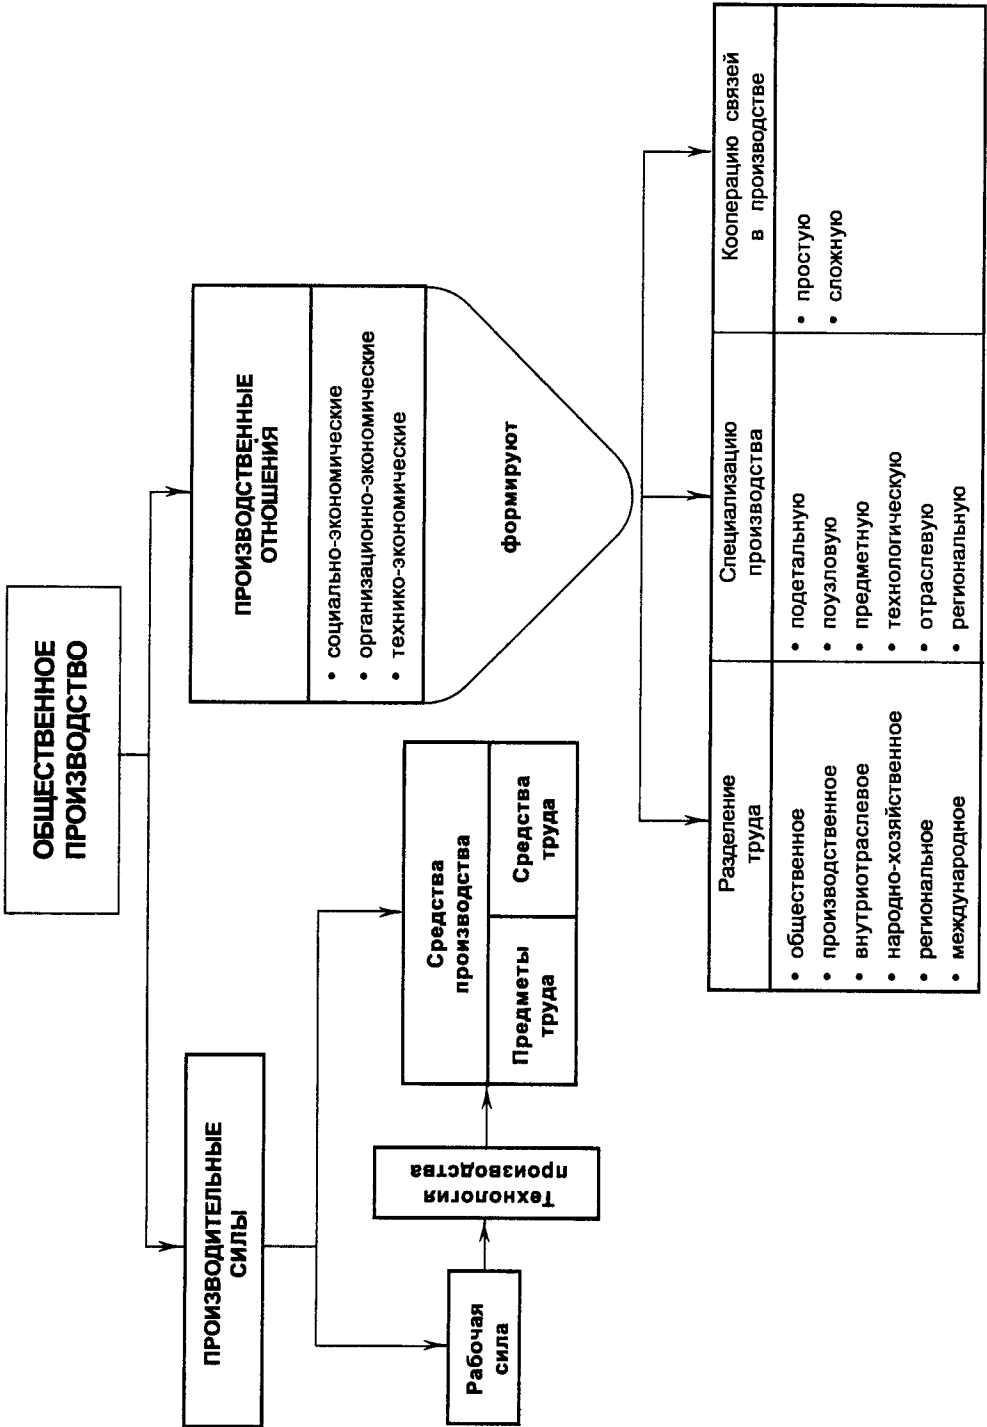 ОБЩЕСТВЕННОЕ
ПРОИЗВОДСТВО
ПРОИЗВОДИТЕЛЬНЫЕ
СИЛЫ
ПРОИЗВОДСТВЕННЫЕ
ОТНОШЕНИЯ
• социально-экономические
• организационно-экономические
• технико-экономические
Рабочая
сила
Технология
производства
Средства
производства
Предметы
труда
Средства
труда
формируют
Разделение
труда
• общественное
• производственное
• внутриотраслевое
• народно-хозяйственное
• региональное
• международное
Специализацию
производства
• подетальную
• поузловую
• предметную
• технологическую
• отраслевую
• региональную
Кооперацию связей
в производстве
• простую
• сложную